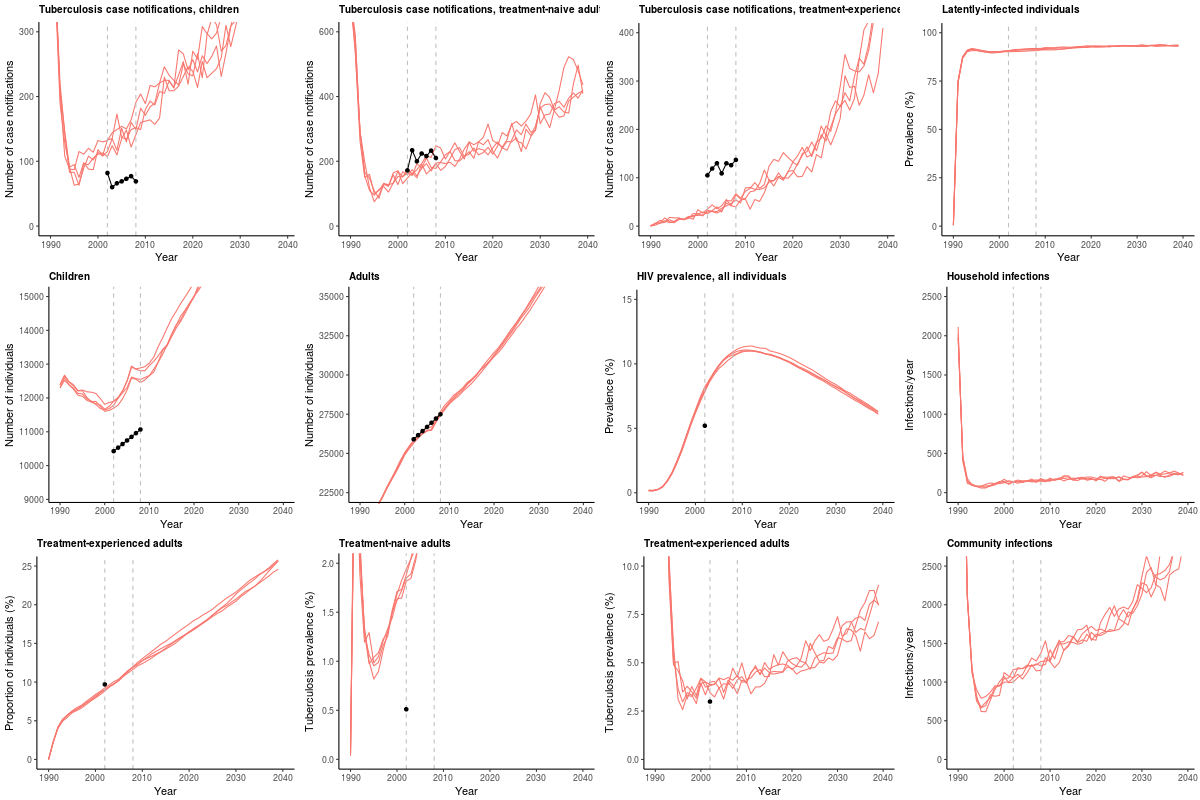 Tuberculosis case notifications, children
Number of case notifications
300
200
100
0
1990 2000 2010 2020 2030 2040
Year
Tuberculosis case notifications, treatment-naive adul
Number of case notifications
600
400
200
0
1990 2000 2010 2020 2030 2040
Year
Tuberculosis case notifications, treatment-experience
Number of case notifications
400
300
200
100
0
1990 2000 2010 2020 2030 2040
Year
Latently-infected individuals
Prevalence (%)
100
75
50
25
0
1990 2000 2010 2020 2030 2040
Year
Children
Number of individuals
15000
14000
13000
12000
11000
10000
9000
1990 2000 2010 2020 2030 2040
Year
Adults
Number of individuals
35000
32500
30000
27500
25000
22500
1990 2000 2010 2020 2030 2040
Year
HIV prevalence, all individuals
Prevalence (%)
15
10
5
0
1990 2000 2010 2020 2030 2040
Year
Household infections
Infections/year
2500
2000
1500
1000
500
0
1990 2000 2010 2020 2030 2040
Year
Treatment-experienced adults
Proportion of individuals (%)
25
20
15
10
5
0
1990 2000 2010 2020 2030 2040
Year
Treatment-naive adults
Tuberculosis prevalence (%)
2.0
1.5
1.0
0.5
0.0
1990 2000 2010 2020 2030 2040
Year
Treatment-experienced adults
Tuberculosis prevalence (%)
10.0
7.5
5.0
2.5
0.0
1990 2000 2010 2020 2030 2040
Year
Community infections
Infections/year
2500
2000
1500
1000
500
0
1990 2000 2010 2020 2030 2040
Year